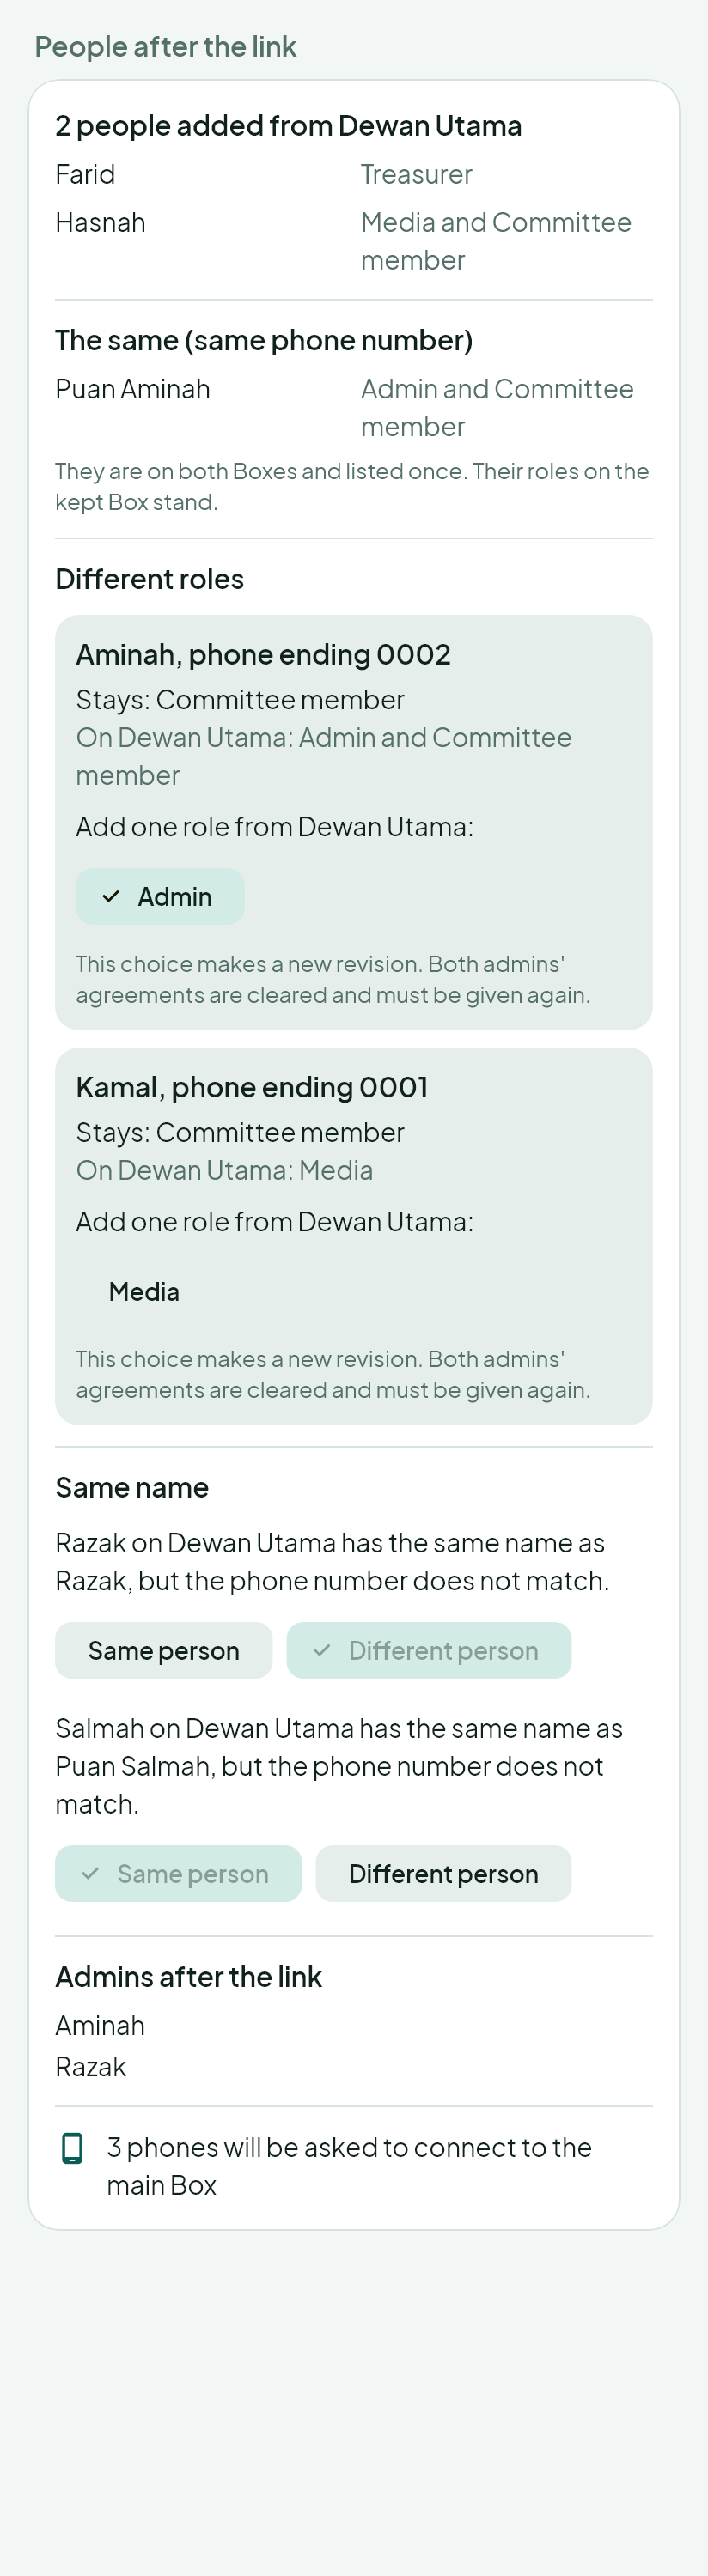 People after the link
2 people added from Dewan Utama
Farid Treasurer
Hasnah Media and Committee
member
The same (same phone number)
Puan Aminah Admin and Committee
member
They are on both Boxes and listed once. Their roles on the
kept Box stand.
Different roles
Aminah, phone ending 0002
Stays: Committee member
On Dewan Utama: Admin and Committee
member
Add one role from Dewan Utama:
Admin
This choice makes a new revision. Both admins'
agreements are cleared and must be given again.
Kamal, phone ending 0001
Stays: Committee member
On Dewan Utama: Media
Add one role from Dewan Utama:
Media
This choice makes a new revision. Both admins'
agreements are cleared and must be given again.
Same name
Razak on Dewan Utama has the same name as
Razak, but the phone number does not match.
Same person Different person
Salmah on Dewan Utama has the same name as
Puan Salmah, but the phone number does not
match.
Same person Different person
Admins after the link
Aminah
Razak
3 phones will be asked to connect to the
main Box